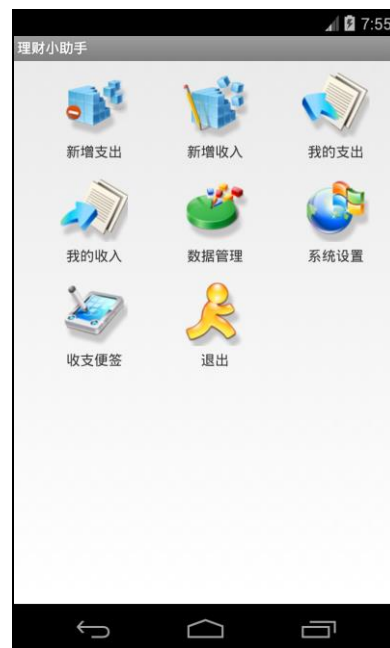 7:55
理财小助手
新增支出 新增收入 我的支出
我的收入 数据管理 系统设置
收支便签 退出